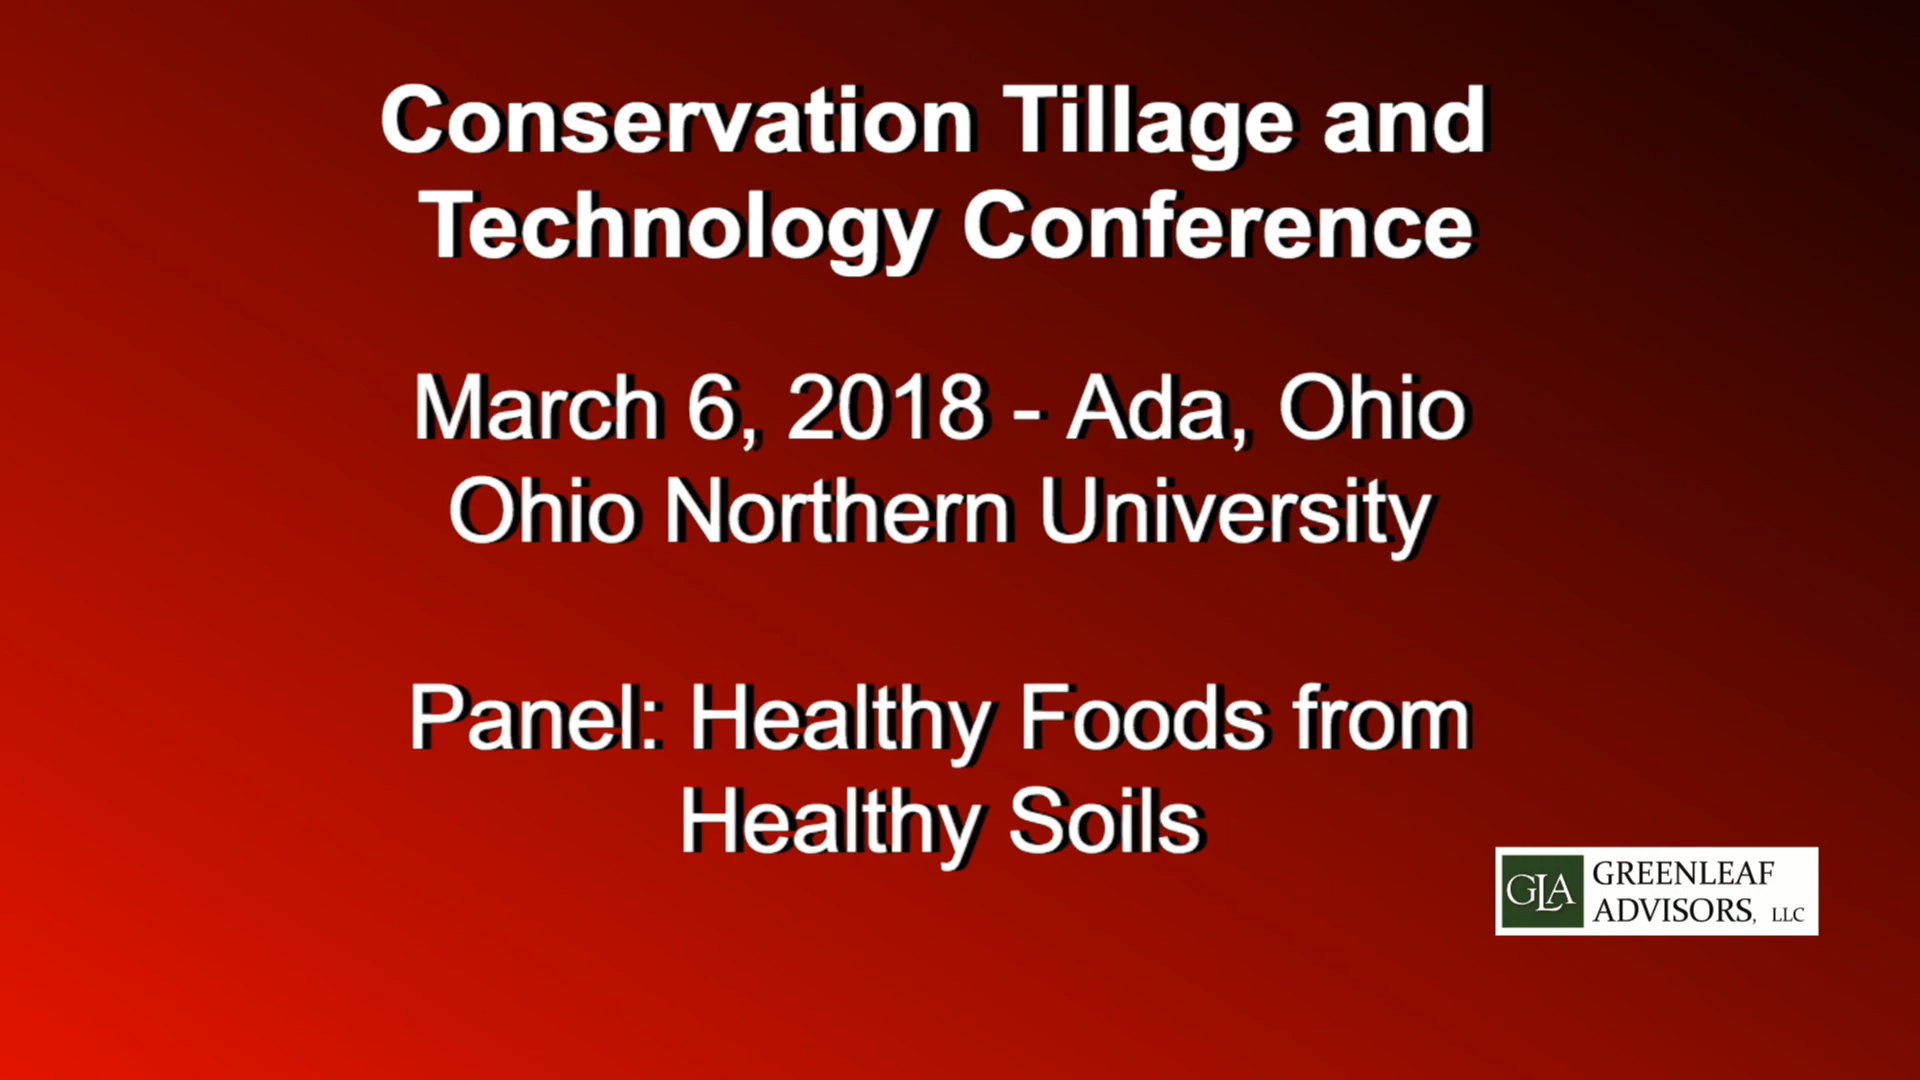 Conservation Tillage and
Technology Conference
March 6, 2018 - Ada, Ohio
Ohio Northern University
Panel: Healthy Foods from
Healthy Soils
GLA
GREENLEAF
ADVISORS, LLC